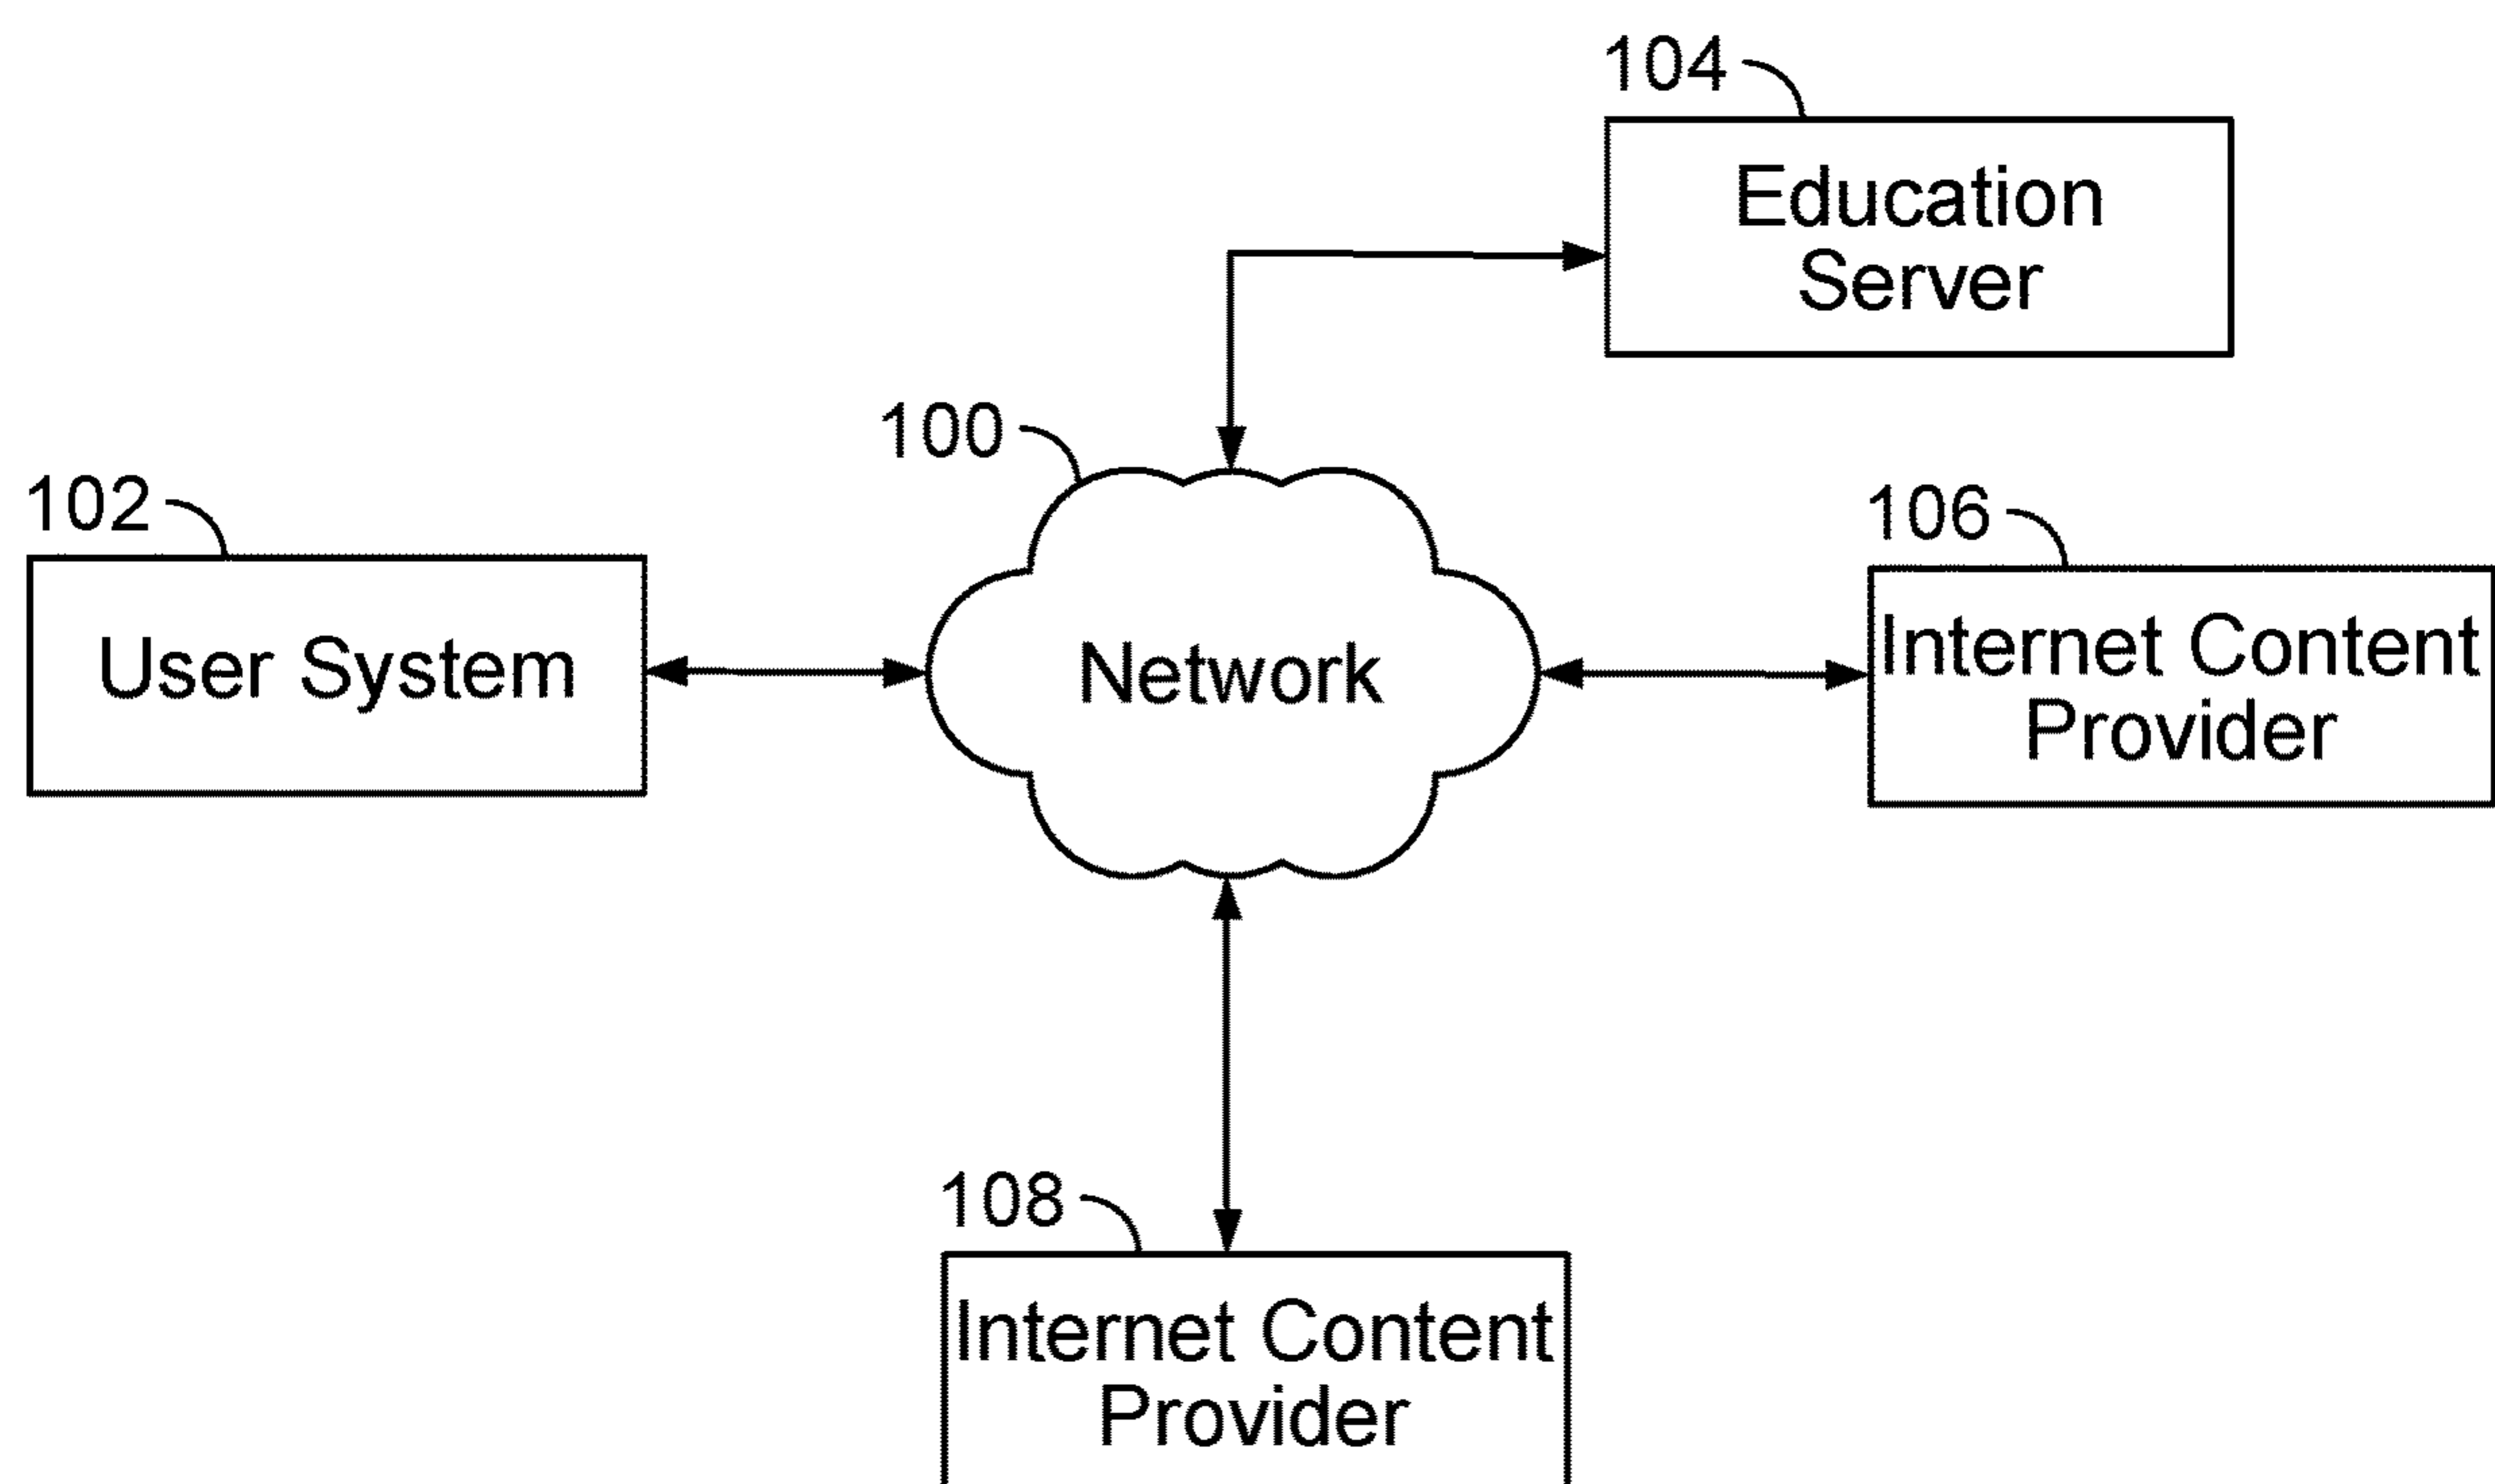 104
Education
Server
100
102
User System
Network
106
Internet Content
Provider
108
Internet Content
Provider